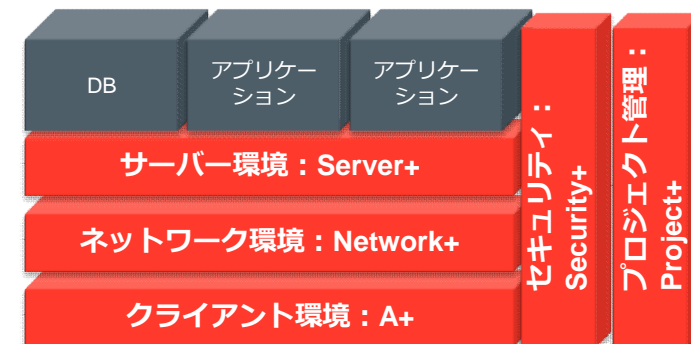 DB
アプリケー
ション
アプリケー
ション
サーバー環境：Server+
ネットワーク環境：Network+
クライアント環境：A+
セキュリティ：
Security+
プロジェクト管理：
Project+